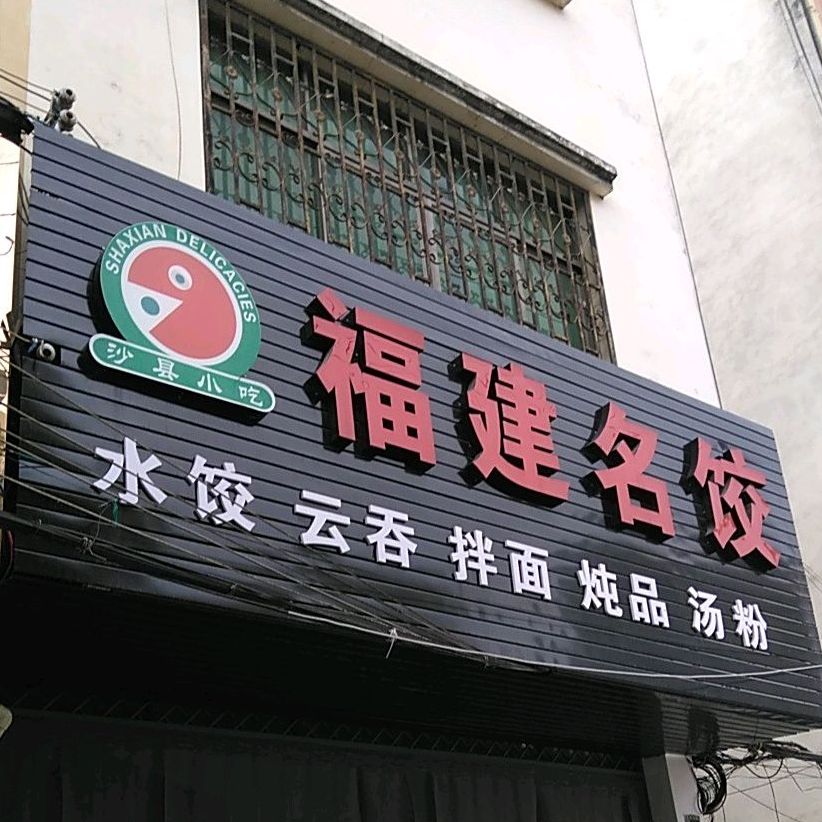 SHAXIAN DELICACIES
沙县小吃
福建名饺
水饺 云吞 拌面 炖品 汤粉